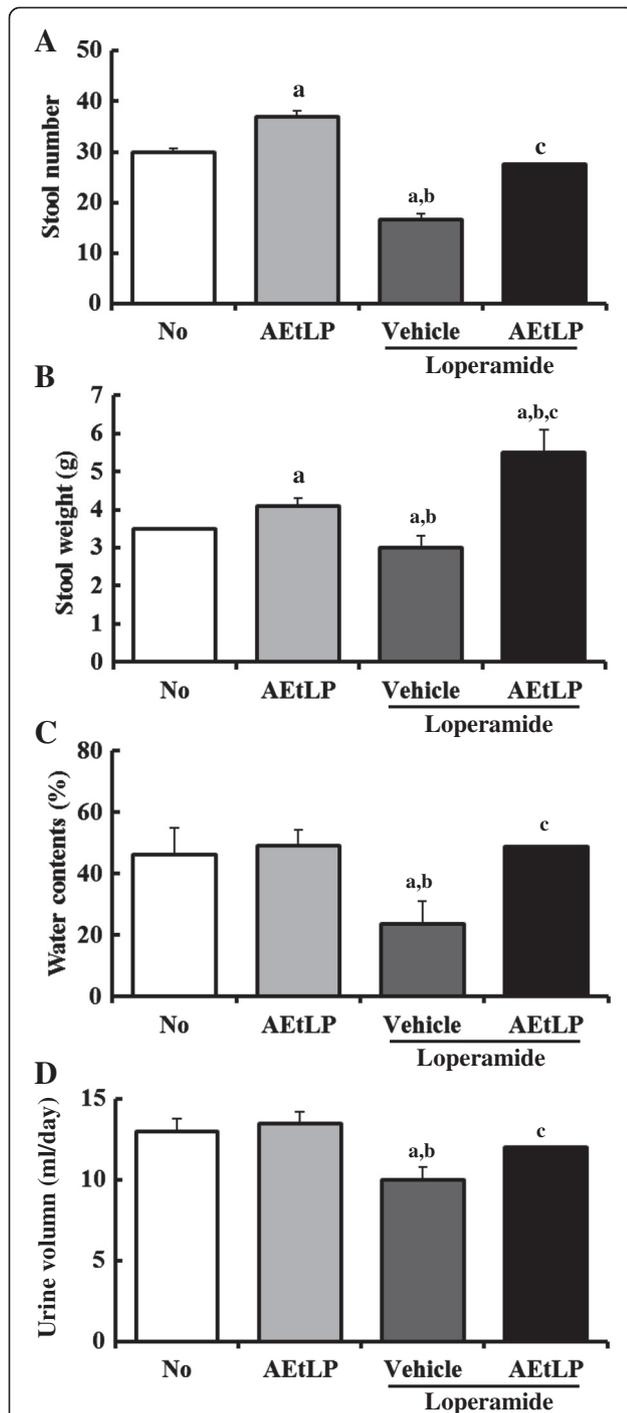 A
50
40
30
20
10
0
Stool number
a
a,b
c
No AEtLP Vehicle AEtLP
Loperamide
B
7
6
5
4
3
2
1
0
Stool weight (g)
a
a,b
a,b,c
No AEtLP Vehicle AEtLP
Loperamide
C
80
60
40
20
0
Water contents (%)
a,b
c
No AEtLP Vehicle AEtLP
Loperamide
D
15
10
5
0
Urine volumn (ml/day)
a,b
c
No AEtLP Vehicle AEtLP
Loperamide